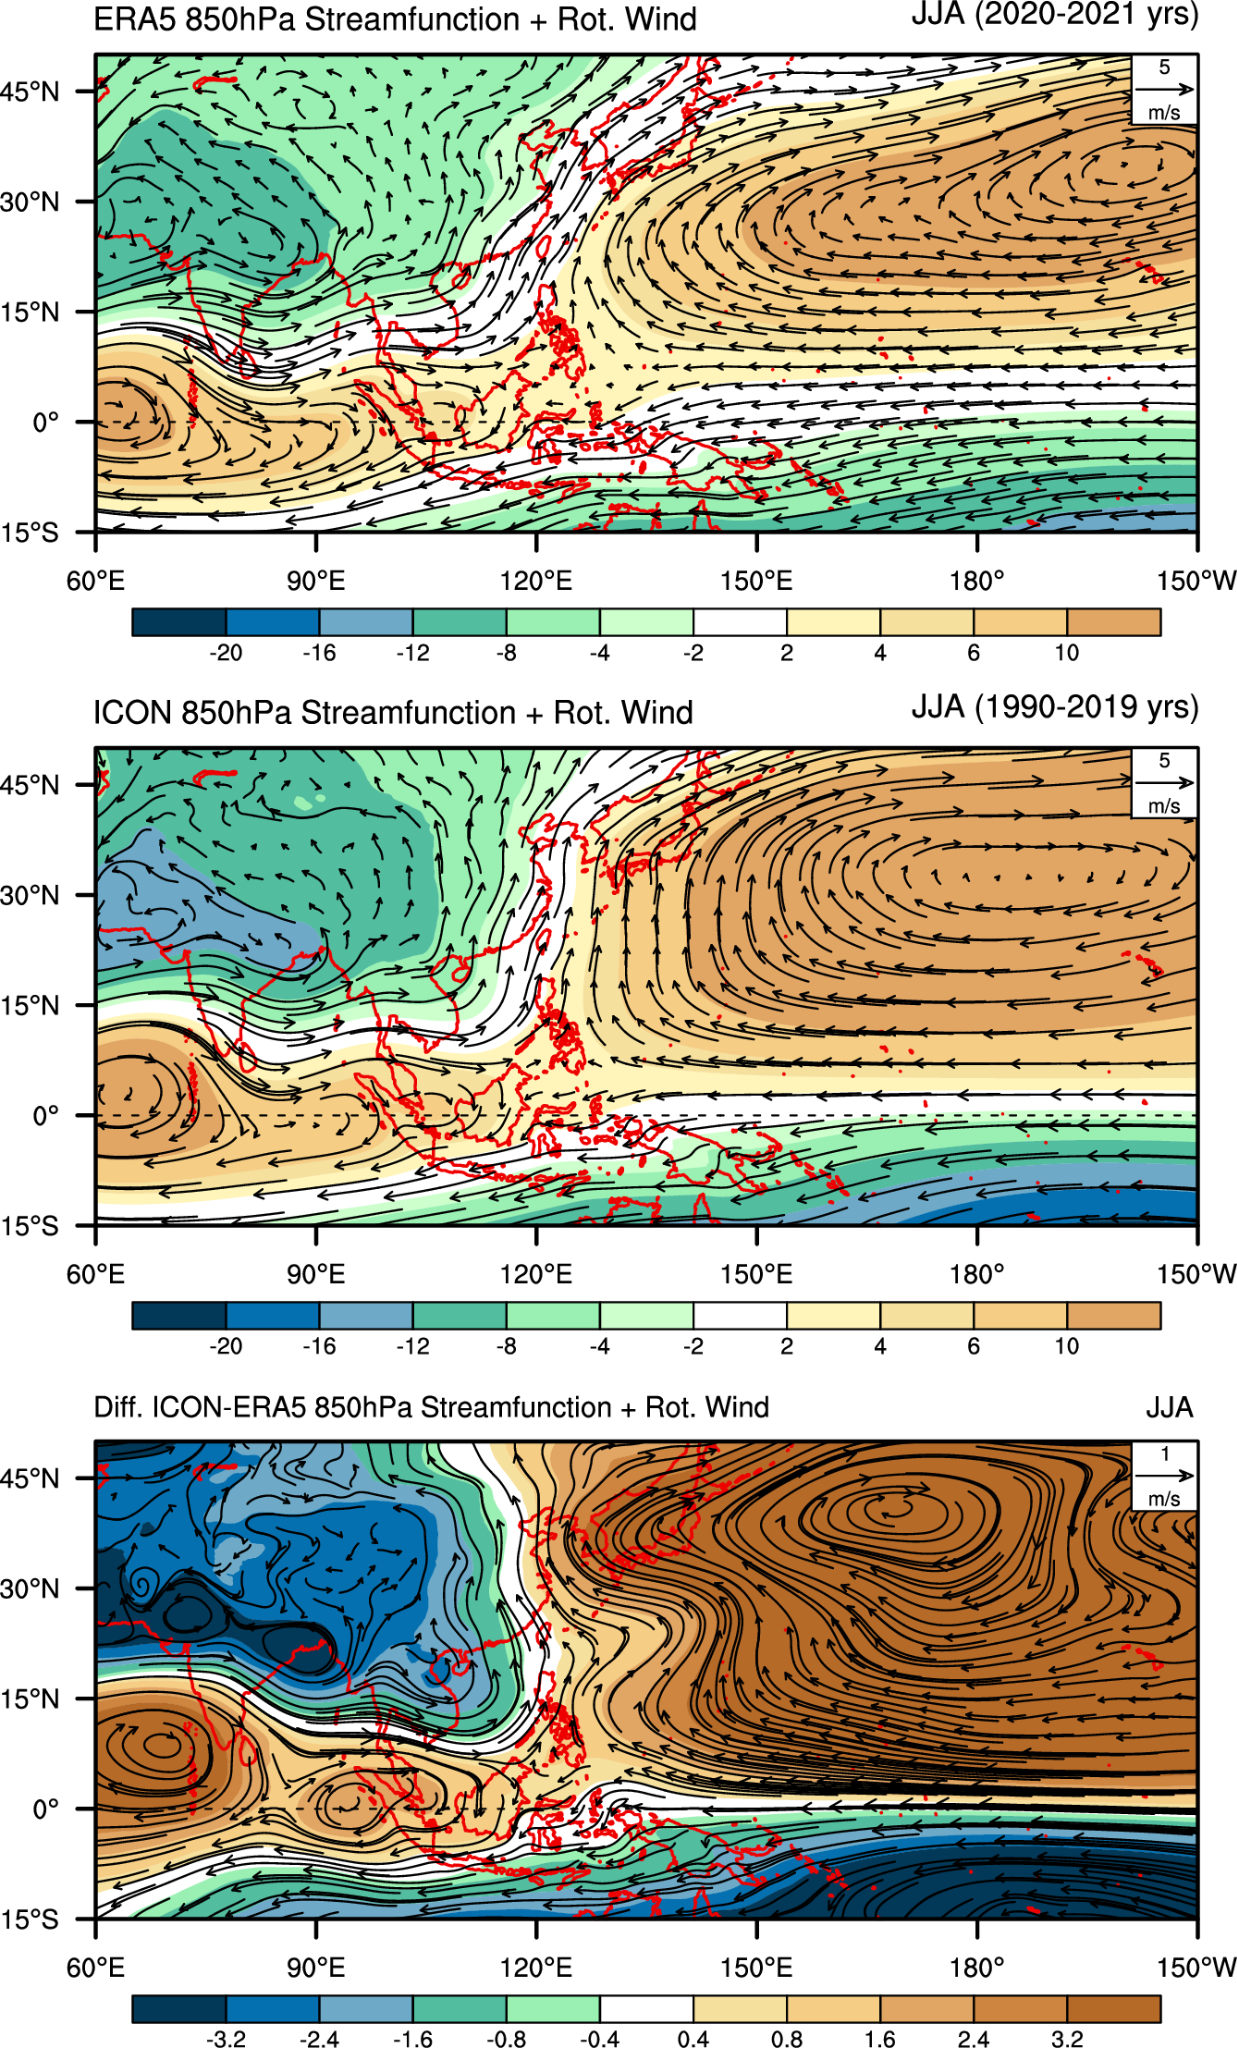 ERA5 850hPa Streamfunction + Rot. Wind JJA (2020-2021 yrs)
5
m/s
45°N
30°N
15°N
0°
15°S
60°E 90°E 120°E 150°E 180° 150°W
-20 -16 -12 -8 -4 -2 2 4 6 10
ICON 850hPa Streamfunction + Rot. Wind JJA (1990-2019 yrs)
5
m/s
45°N
30°N
15°N
0°
15°S
60°E 90°E 120°E 150°E 180° 150°W
-20 -16 -12 -8 -4 -2 2 4 6 10
Diff. ICON-ERA5 850hPa Streamfunction + Rot. Wind JJA
1
m/s
45°N
30°N
15°N
0°
15°S
60°E 90°E 120°E 150°E 180° 150°W
-3.2 -2.4 -1.6 -0.8 -0.4 0.4 0.8 1.6 2.4 3.2